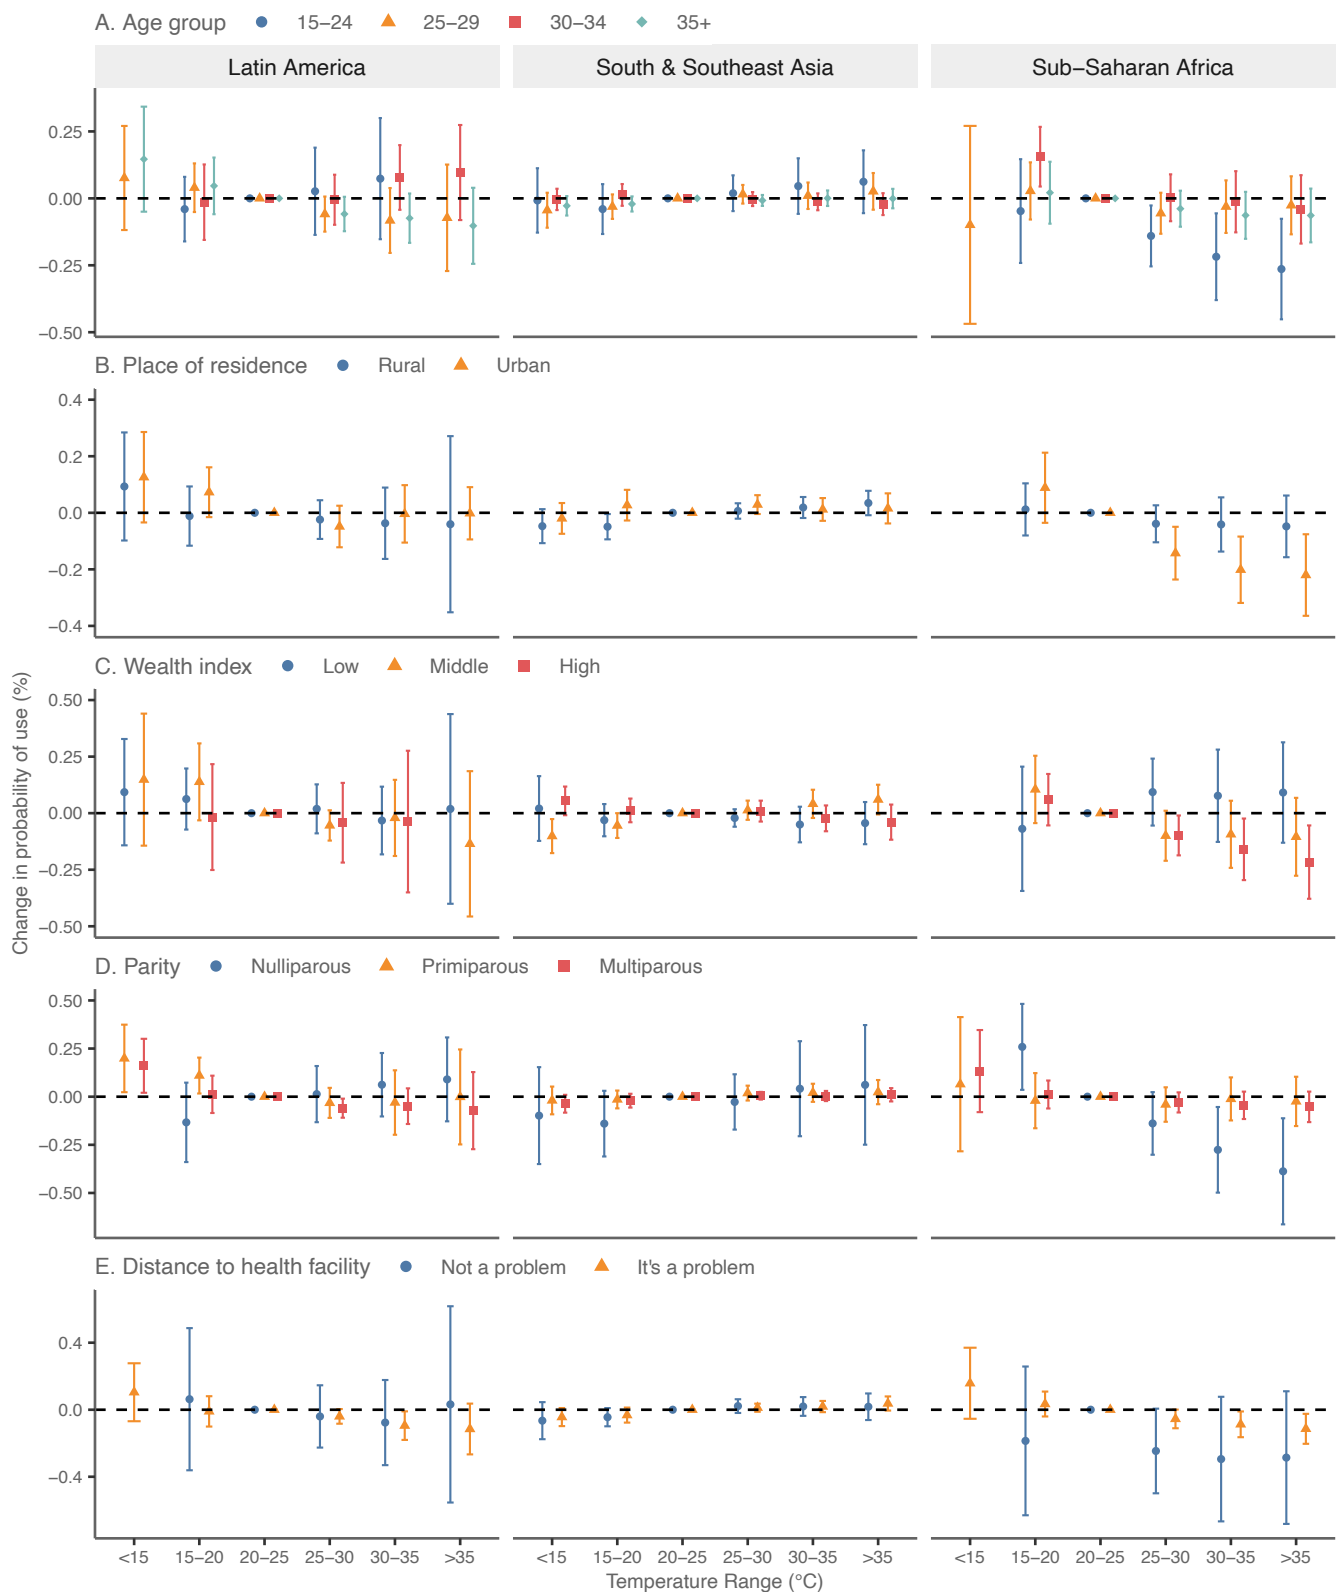 A. Age group 15–24 25–29 30–34 35+
Latin America South & Southeast Asia Sub–Saharan Africa
0.25
0.00
−0.25
−0.50
B. Place of residence Rural Urban
0.4
0.2
0.0
−0.2
−0.4
C. Wealth index Low Middle High
0.50
0.25
0.00
−0.25
−0.50
Change in probability of use (%)
D. Parity Nulliparous Primiparous Multiparous
0.50
0.25
0.00
−0.25
−0.50
E. Distance to health facility Not a problem It's a problem
0.4
0.0
−0.4
<15 15–20 20–25 25–30 30–35 >35 <15 15–20 20–25 25–30 30–35 >35 <15 15–20 20–25 25–30 30–35 >35
Temperature Range (°C)